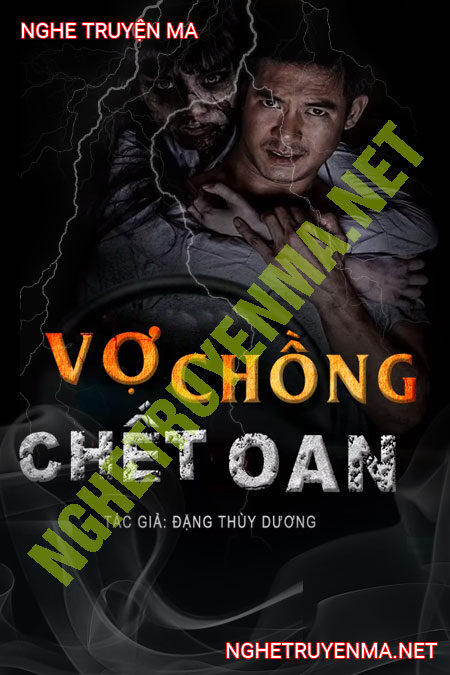 NGHE TRUYỆN MA
NGHETRUYENMA.NET
VỢ CHỒNG
CHẾT OAN
TÁC GIẢ: ĐẶNG THÙY DƯƠNG
NGHETRUYENMA.NET